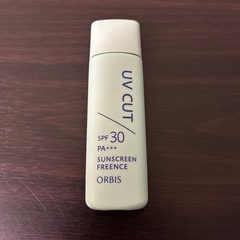 UV CUT
SPF 30
PA+++
SUNSCREEN
FREENCE
ORBIS